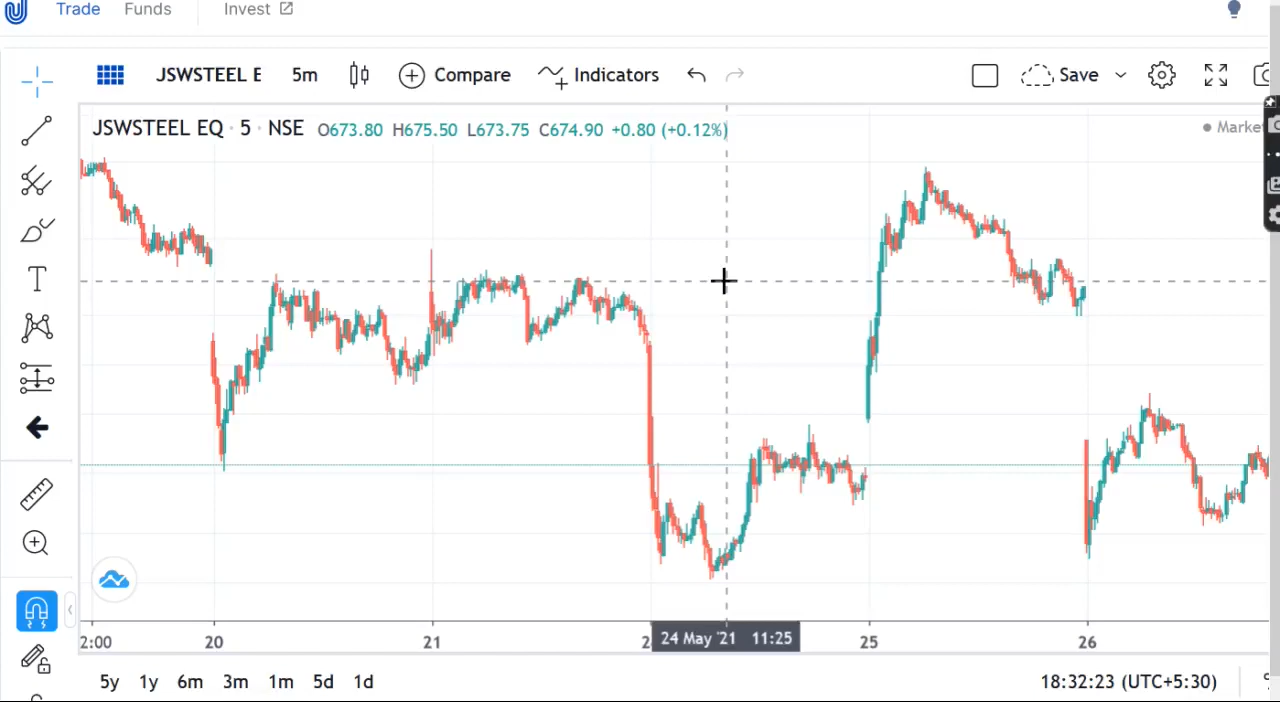 Trade Funds Invest
JSWSTEEL E 5m Compare Indicators Save
JSWSTEEL EQ · 5 · NSE O673.80 H675.50 L673.75 C674.90 +0.80 (+0.12%)
Marke
T
2:00 20 21 2 24 May '21 11:25 25 26
5y 1y 6m 3m 1m 5d 1d 18:32:23 (UTC+5:30)